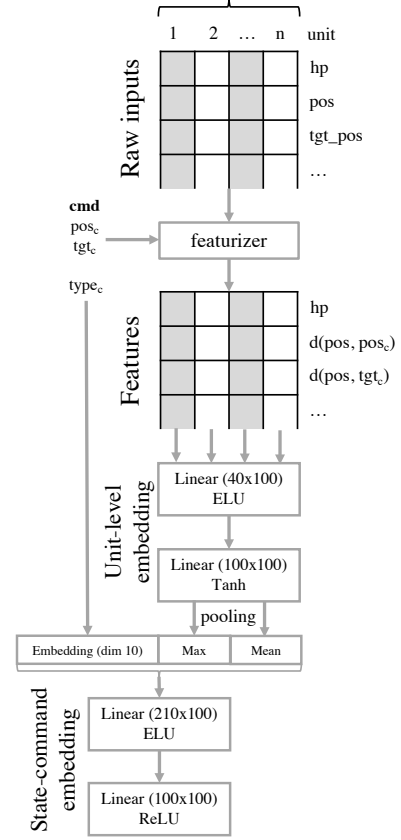 1 2 … n unit
Raw inputs
hp
pos
tgt_pos
…
cmd
pos_c
tgt_c
featurizer
type_c
Features
hp
d(pos, pos_c)
d(pos, tgt_c)
…
Unit-level
embedding
Linear (40x100)
ELU
Linear (100x100)
Tanh
pooling
Embedding (dim 10) Max Mean
State-command
embedding
Linear (210x100)
ELU
Linear (100x100)
ReLU